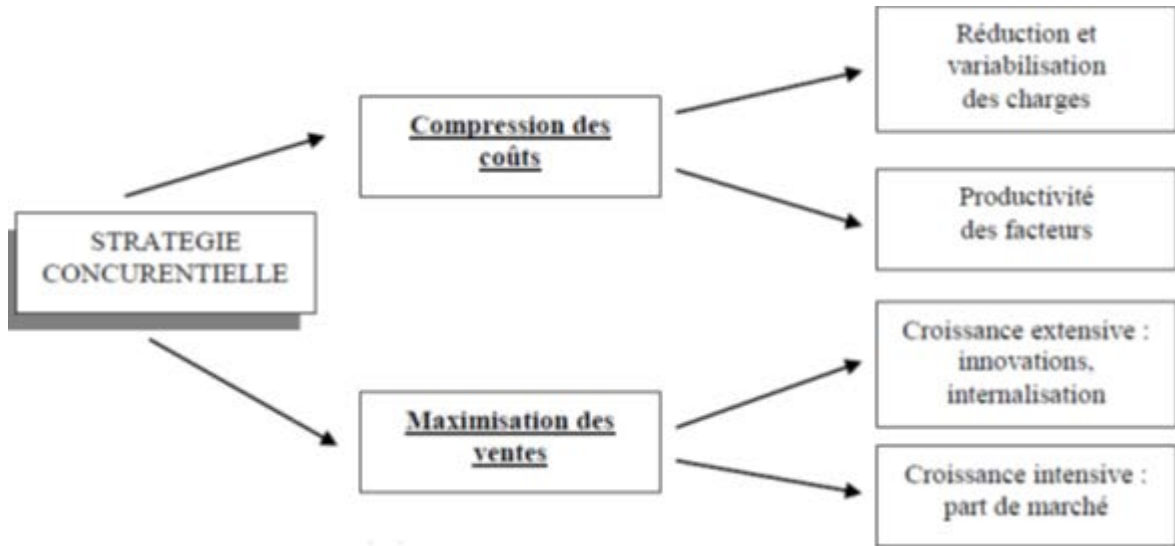 Réduction et
variabilisation
des charges
Compression des
coûts
Productivité
des facteurs
STRATEGIE
CONCURENTIELLE
Croissance extensive :
innovations,
internalisation
Maximisation des
ventes
Croissance intensive :
part de marché